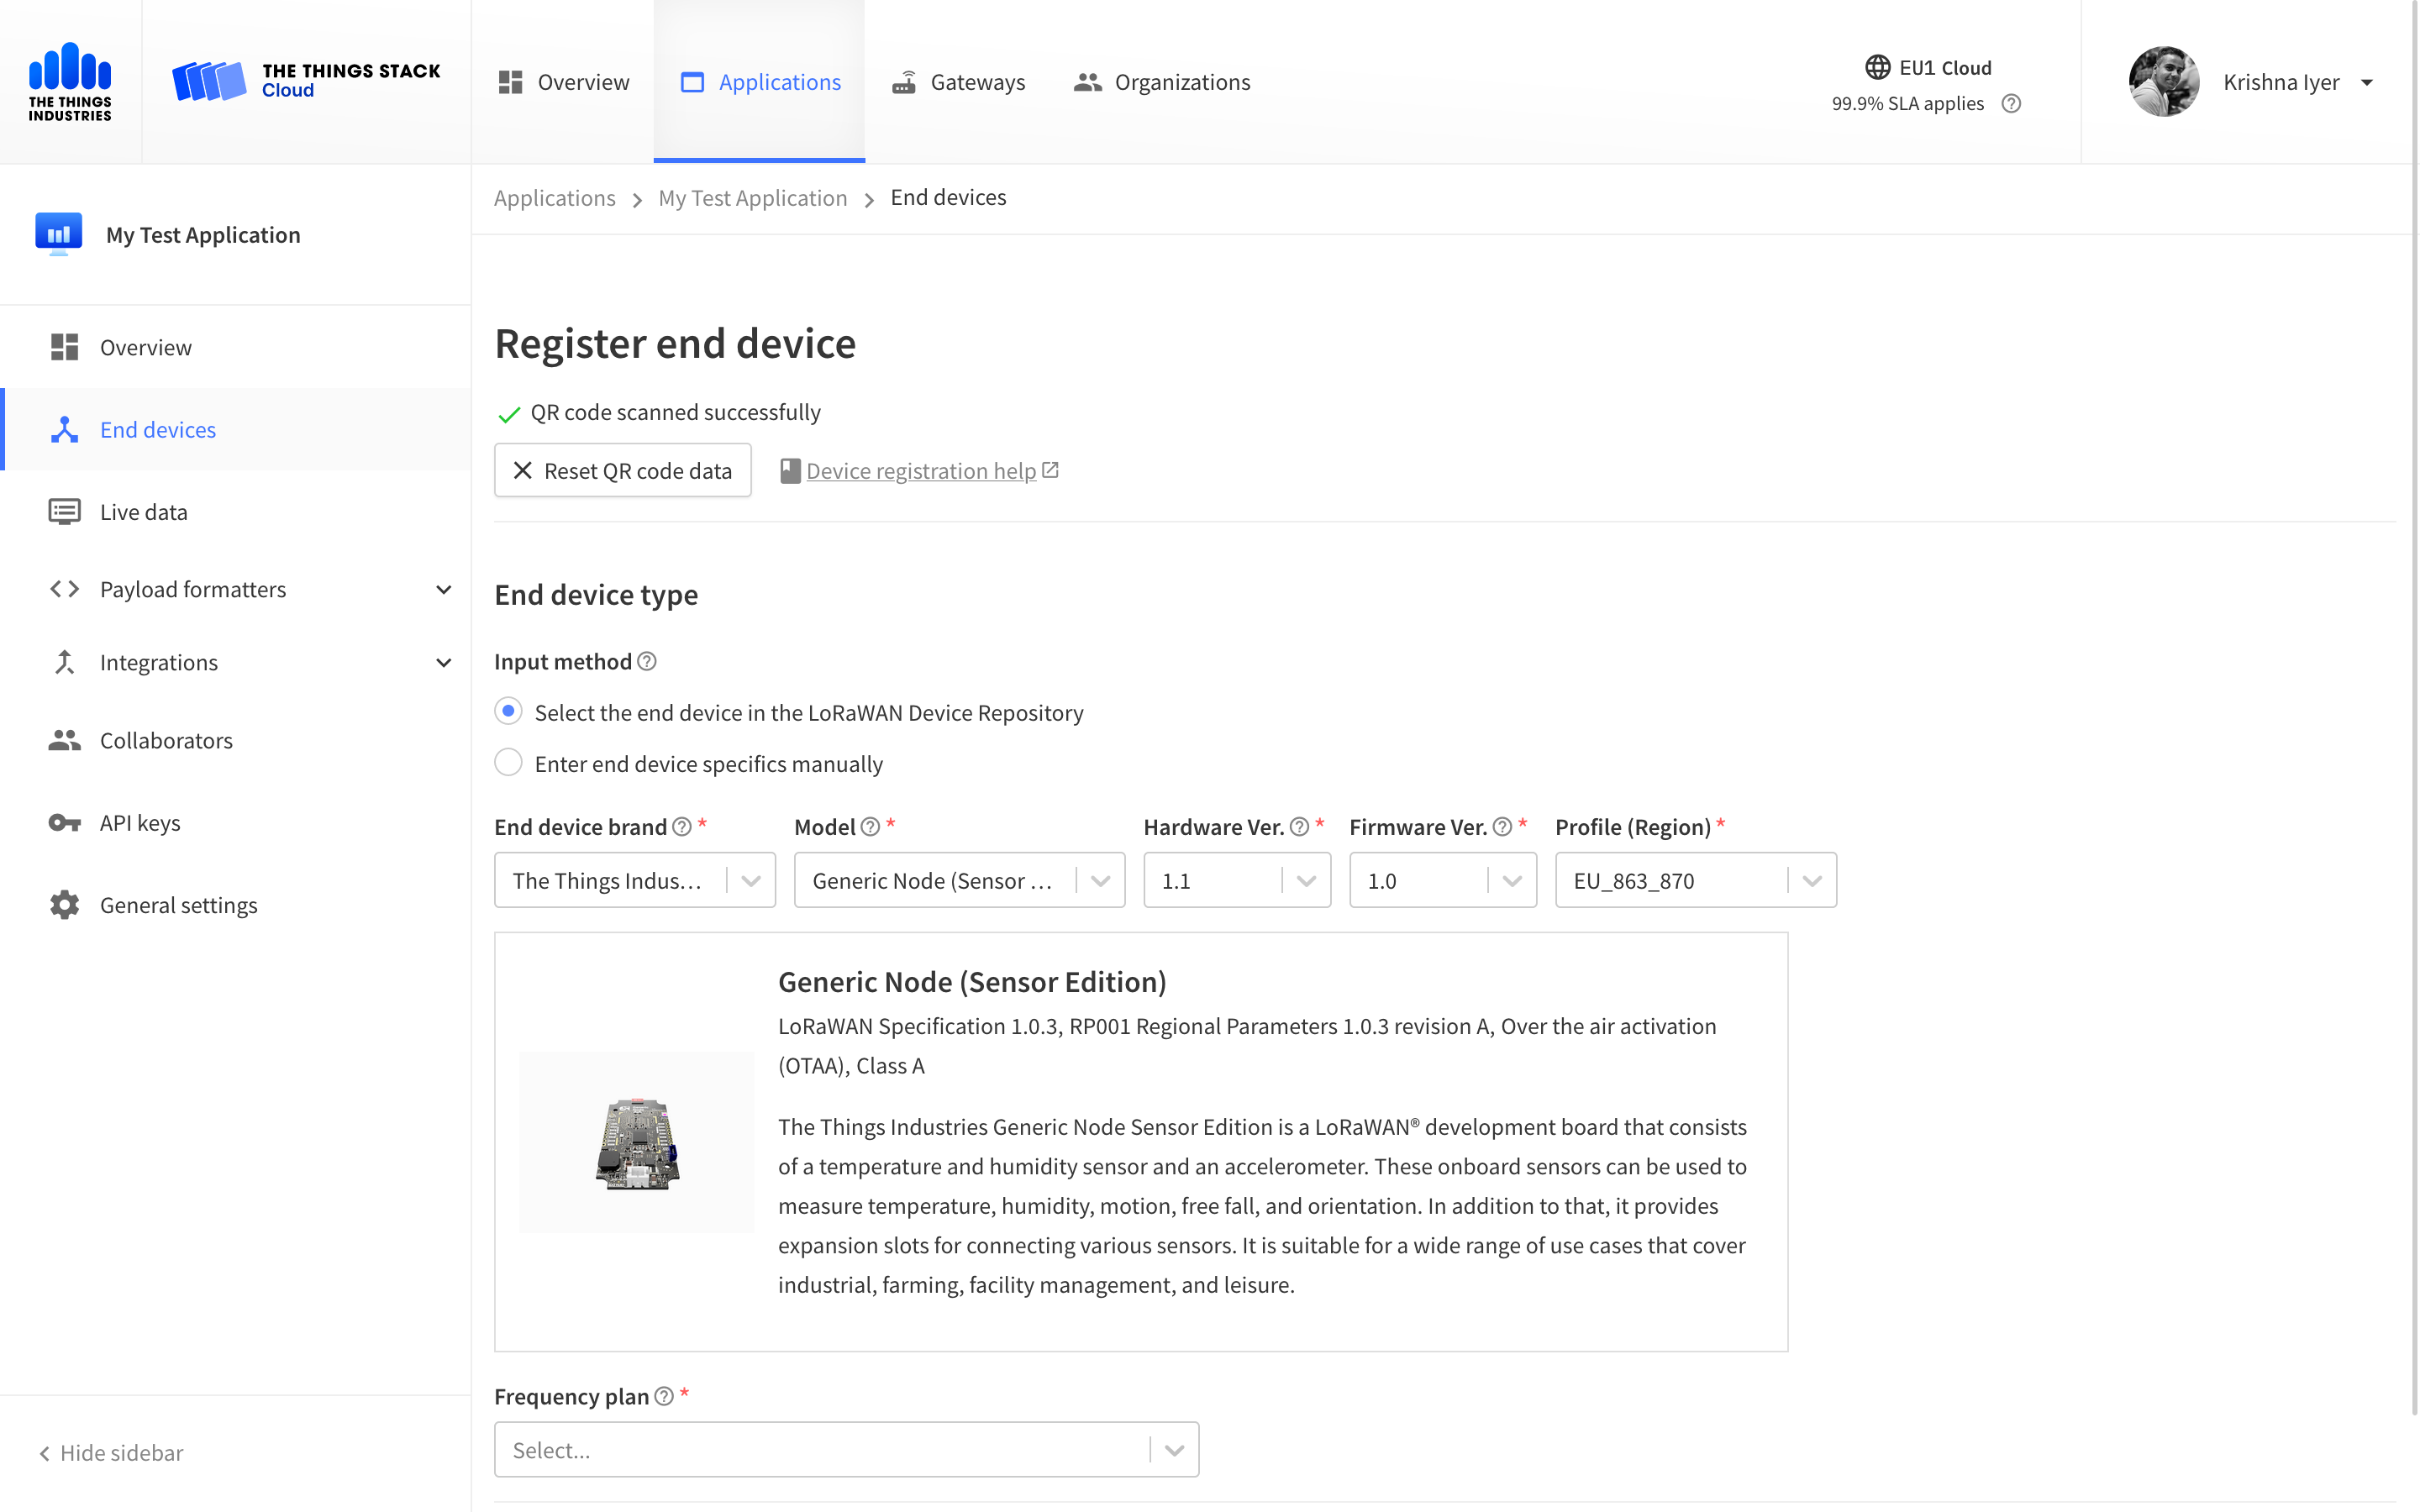 THE THINGS
INDUSTRIES
THE THINGS STACK
Cloud
Overview
Applications
Gateways
Organizations
EU1 Cloud
99.9% SLA applies
Krishna Iyer
My Test Application
Overview
End devices
Live data
Payload formatters
Integrations
Collaborators
API keys
General settings
Hide sidebar
Applications > My Test Application > End devices
Register end device
QR code scanned successfully
Reset QR code data
Device registration help
End device type
Input method
Select the end device in the LoRaWAN Device Repository
Enter end device specifics manually
End device brand * Model * Hardware Ver. * Firmware Ver. * Profile (Region) *
The Things Indus... Generic Node (Sensor ... 1.1 1.0 EU_863_870
Generic Node (Sensor Edition)
LoRaWAN Specification 1.0.3, RP001 Regional Parameters 1.0.3 revision A, Over the air activation
(OTAA), Class A
The Things Industries Generic Node Sensor Edition is a LoRaWAN® development board that consists
of a temperature and humidity sensor and an accelerometer. These onboard sensors can be used to
measure temperature, humidity, motion, free fall, and orientation. In addition to that, it provides
expansion slots for connecting various sensors. It is suitable for a wide range of use cases that cover
industrial, farming, facility management, and leisure.
Frequency plan *
Select...